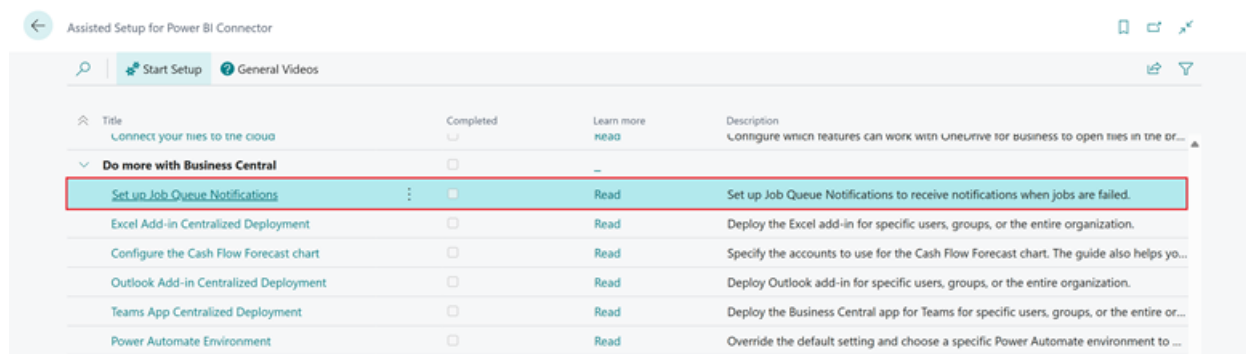 Assisted Setup for Power BI Connector
Start Setup General Videos
Title Completed Learn more Description
Connect your files to the cloud Read Configure which features can work with OneDrive for Business to open files in the br...
Do more with Business Central _
Set up Job Queue Notifications Read Set up Job Queue Notifications to receive notifications when jobs are failed.
Excel Add-in Centralized Deployment Read Deploy the Excel add-in for specific users, groups, or the entire organization.
Configure the Cash Flow Forecast chart Read Specify the accounts to use for the Cash Flow Forecast chart. The guide also helps yo...
Outlook Add-in Centralized Deployment Read Deploy Outlook add-in for specific users, groups, or the entire organization.
Teams App Centralized Deployment Read Deploy the Business Central app for Teams for specific users, groups, or the entire or...
Power Automate Environment Read Override the default setting and choose a specific Power Automate environment to ...